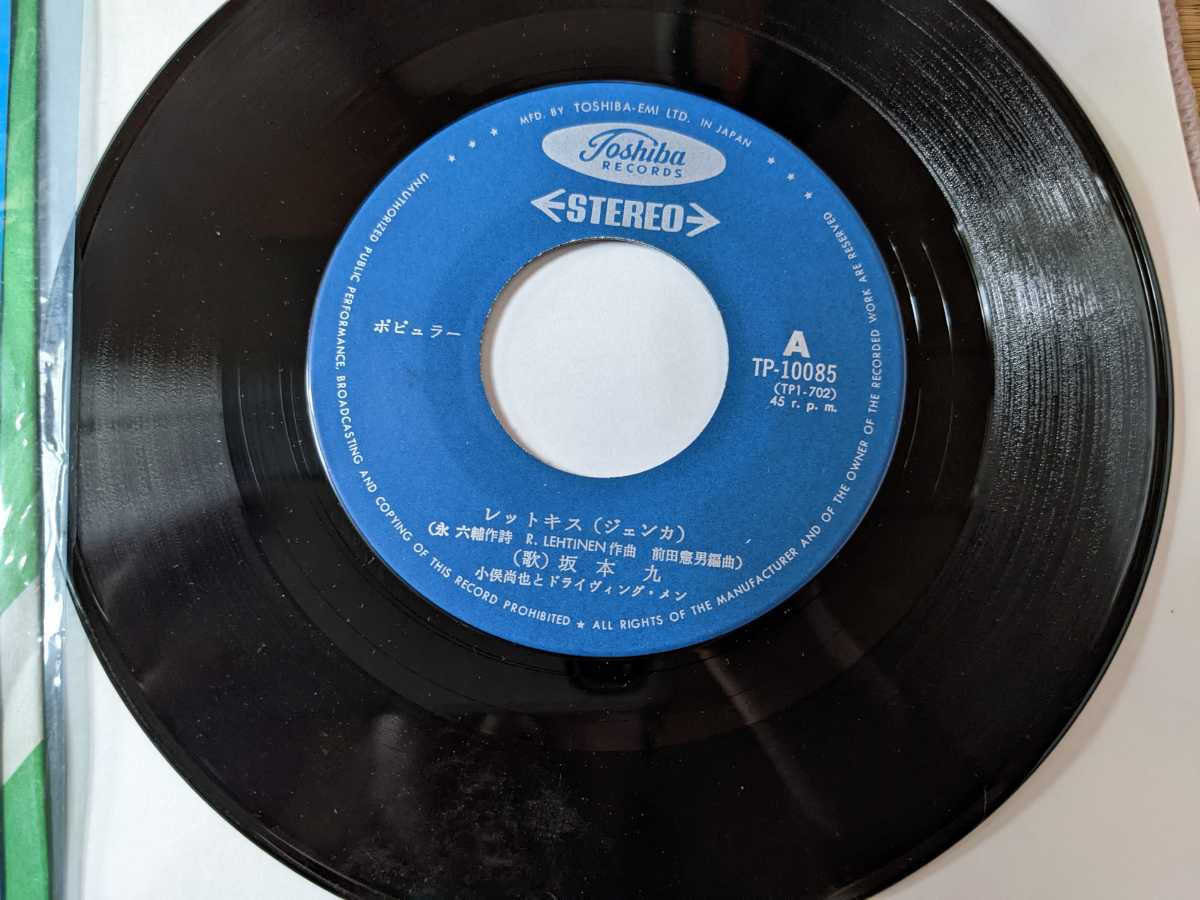 MFD. BY TOSHIBA-EMI LTD. IN JAPAN
Toshiba
RECORDS
STEREO
ポピュラー
A
TP-10085
(TP1-702)
45 r. p. m.
レットキス (ジェンカ)
(永 六輔作詩 R. LEHTINEN作曲 前田憲男編曲)
(歌) 坂本 九
小俣尚也とドライヴィング・メン
UNAUTHORIZED PUBLIC PERFORMANCE, BROADCASTING AND COPYING OF THIS RECORD PROHIBITED ★ ALL RIGHTS OF THE MANUFACTURER AND OF THE OWNER OF THE RECORDED WORK ARE RESERVED